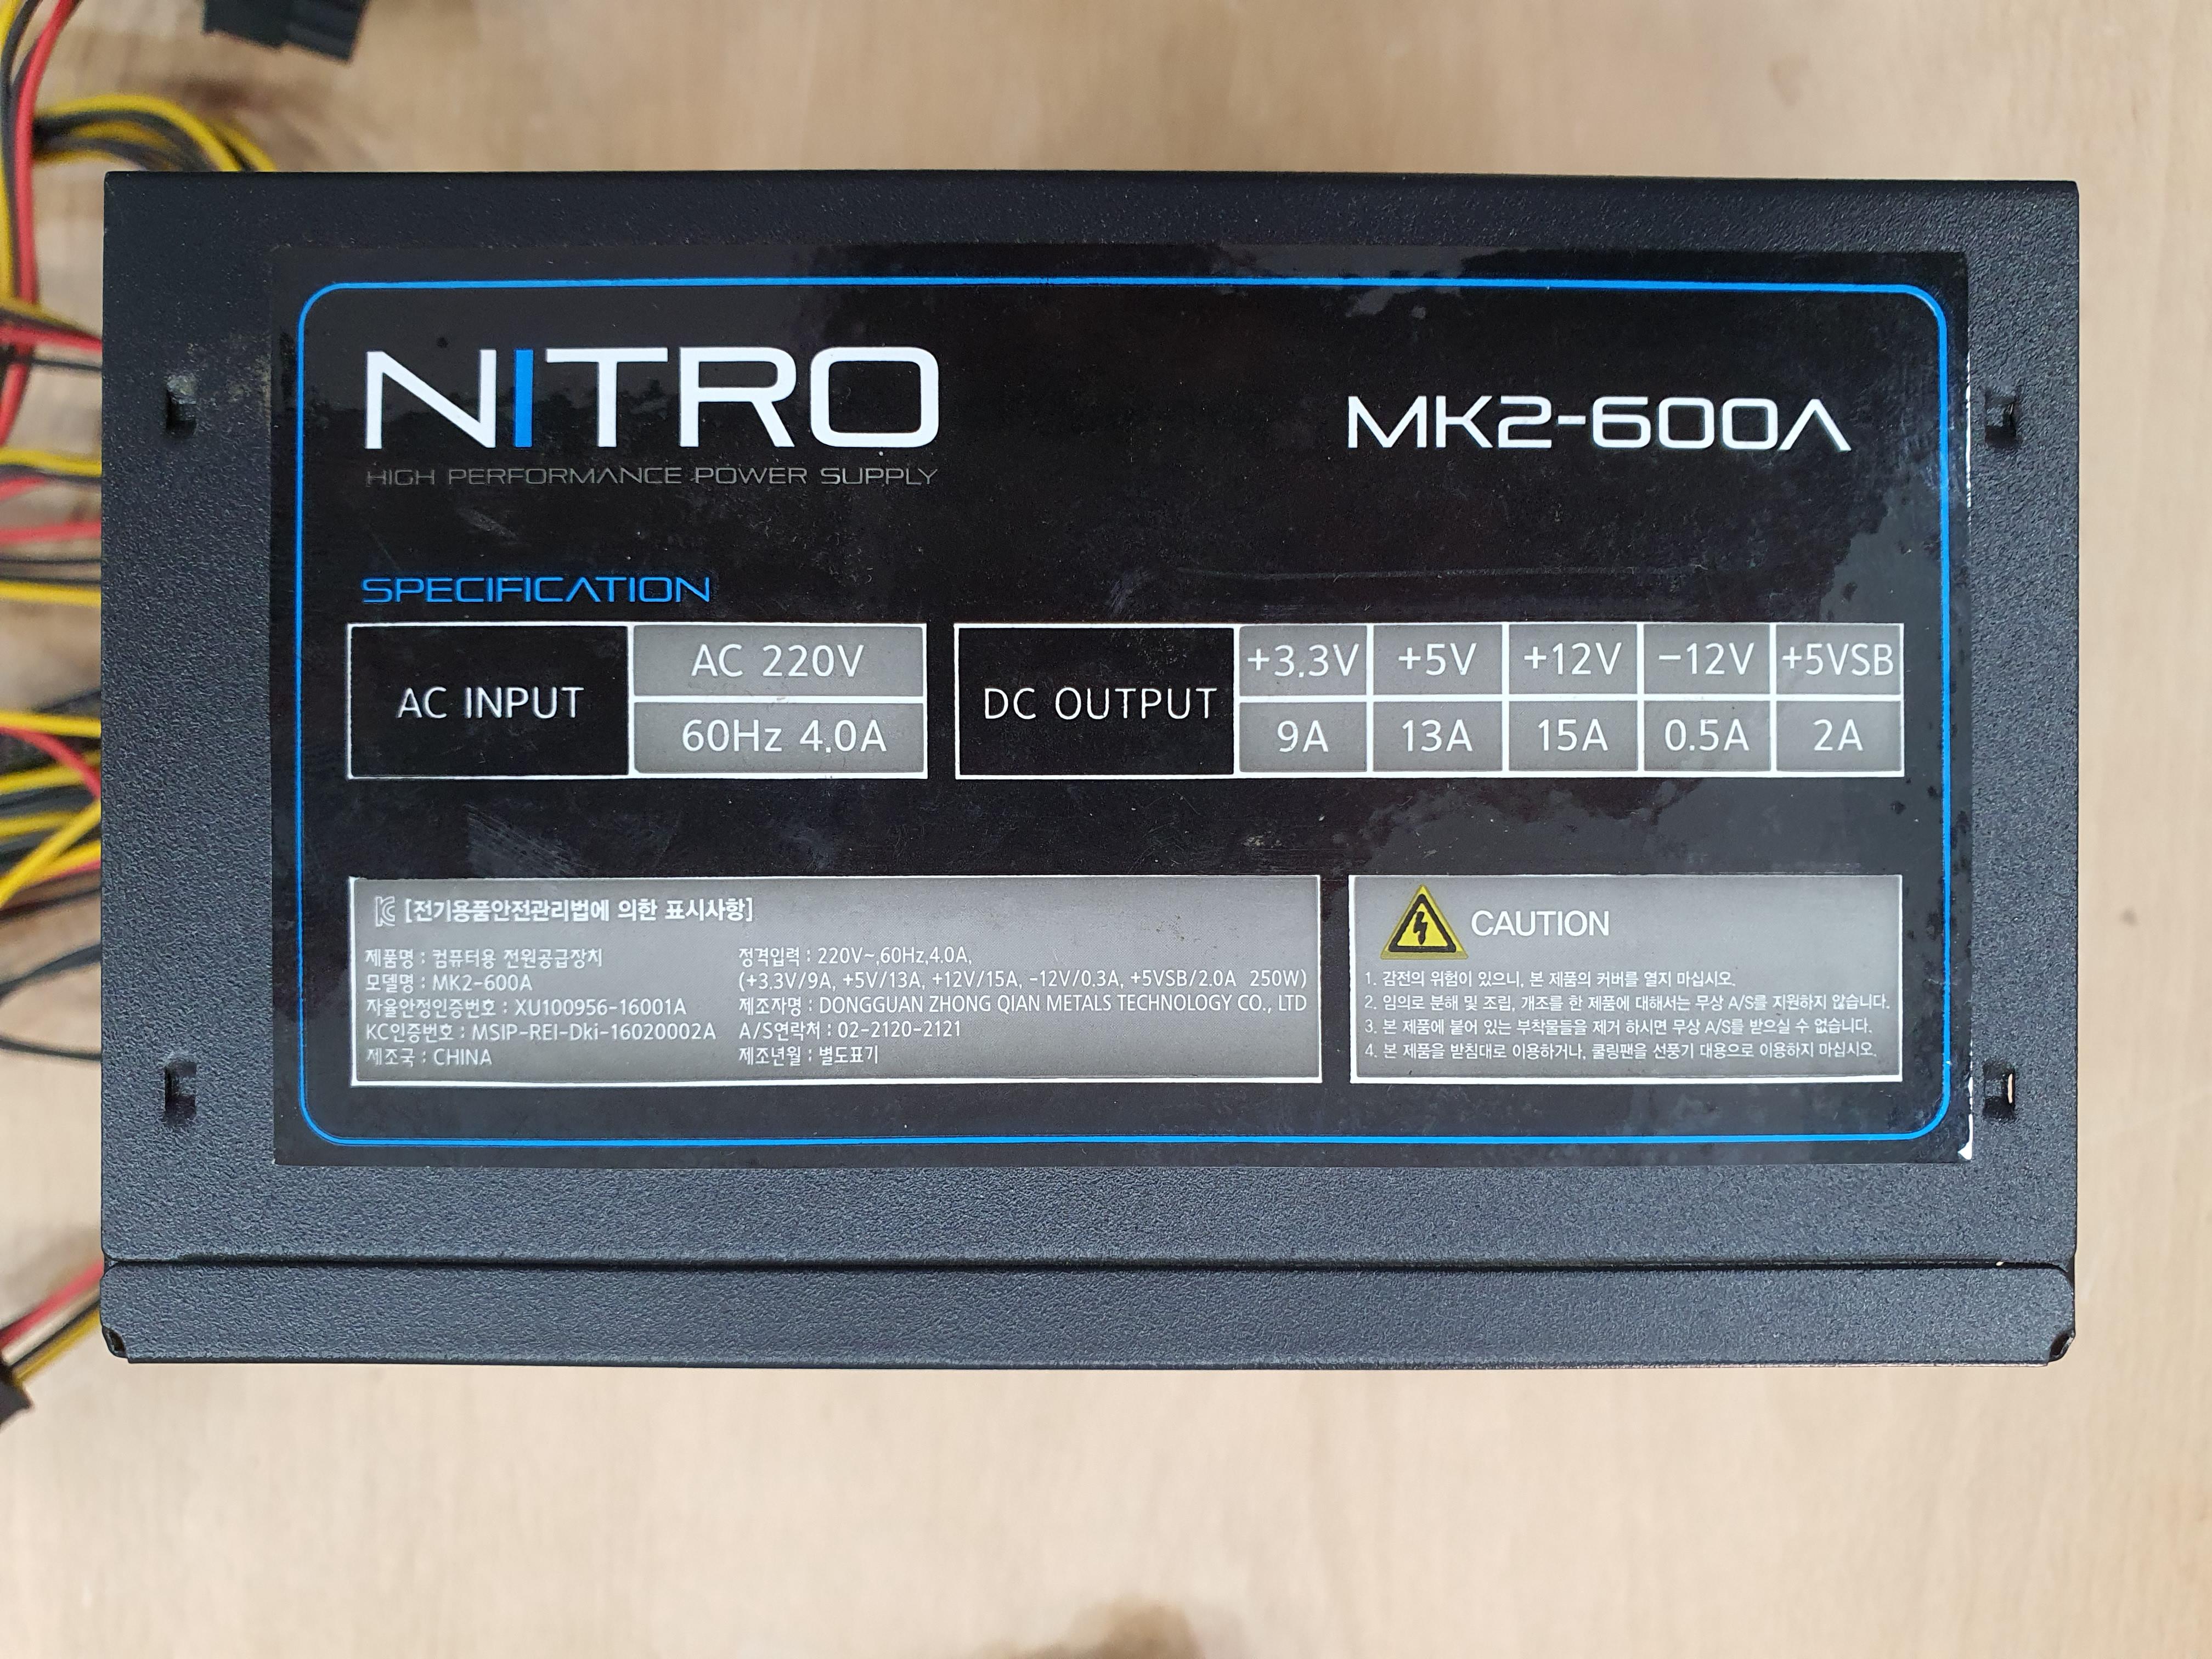 NITRO
HIGH PERFORMANCE POWER SUPPLY
MK2-600A
SPECIFICATION
AC INPUT
AC 220V
60Hz 4.0A
DC OUTPUT
+3.3V +5V +12V -12V +5VSB
9A 13A 15A 0.5A 2A
[전기용품안전관리법에 의한 표시사항]
제품명 : 컴퓨터용 전원공급장치
모델명 : MK2-600A
자율안정인증번호 : XU100956-16001A
KC인증번호 : MSIP-REI-Dki-16020002A
제조국 : CHINA
정격입력 : 220V~,60Hz,4.0A,
(+3.3V/9A, +5V/13A, +12V/15A, -12V/0.3A, +5VSB/2.0A 250W)
제조자명 : DONGGUAN ZHONG QIAN METALS TECHNOLOGY CO., LTD
A/S연락처 : 02-2120-2121
제조년월 : 별도표기
CAUTION
1. 감전의 위험이 있으니, 본 제품의 커버를 열지 마십시오.
2. 임의로 분해 및 조립, 개조를 한 제품에 대해서는 무상 A/S를 지원하지 않습니다.
3. 본 제품에 붙어 있는 부착물들을 제거 하시면 무상 A/S를 받으실 수 없습니다.
4. 본 제품을 받침대로 이용하거나, 쿨링팬을 선풍기 대용으로 이용하지 마십시오.